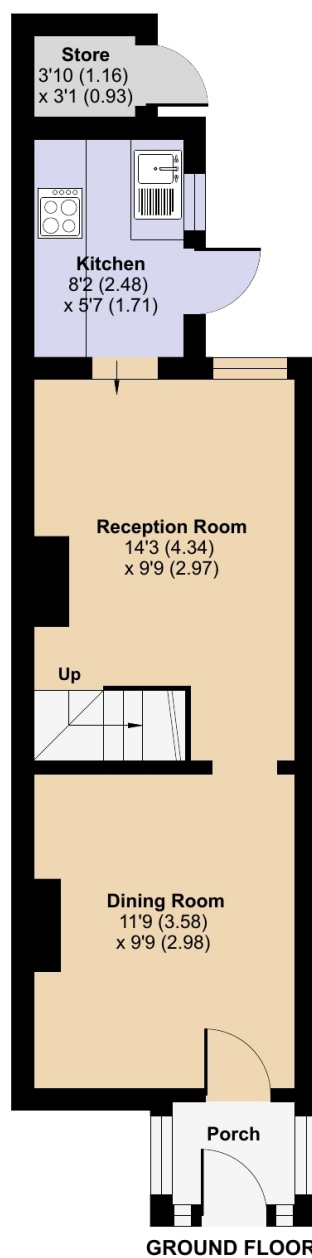 Store
3'10 (1.16)
x 3'1 (0.93)
Kitchen
8'2 (2.48)
x 5'7 (1.71)
Reception Room
14'3 (4.34)
x 9'9 (2.97)
Up
Dining Room
11'9 (3.58)
x 9'9 (2.98)
Porch
GROUND FLOOR